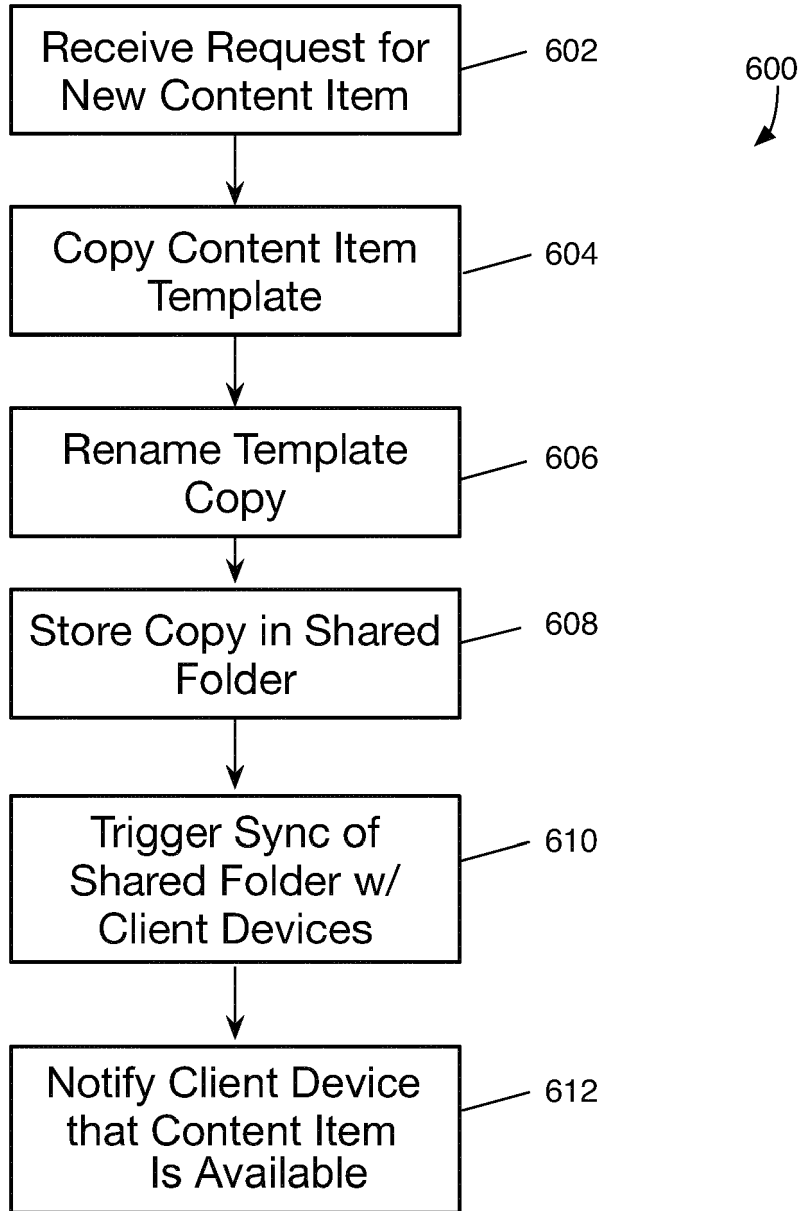 Receive Request for
New Content Item
602
600
Copy Content Item
Template
604
Rename Template
Copy
606
Store Copy in Shared
Folder
608
Trigger Sync of
Shared Folder w/
Client Devices
610
Notify Client Device
that Content Item
Is Available
612